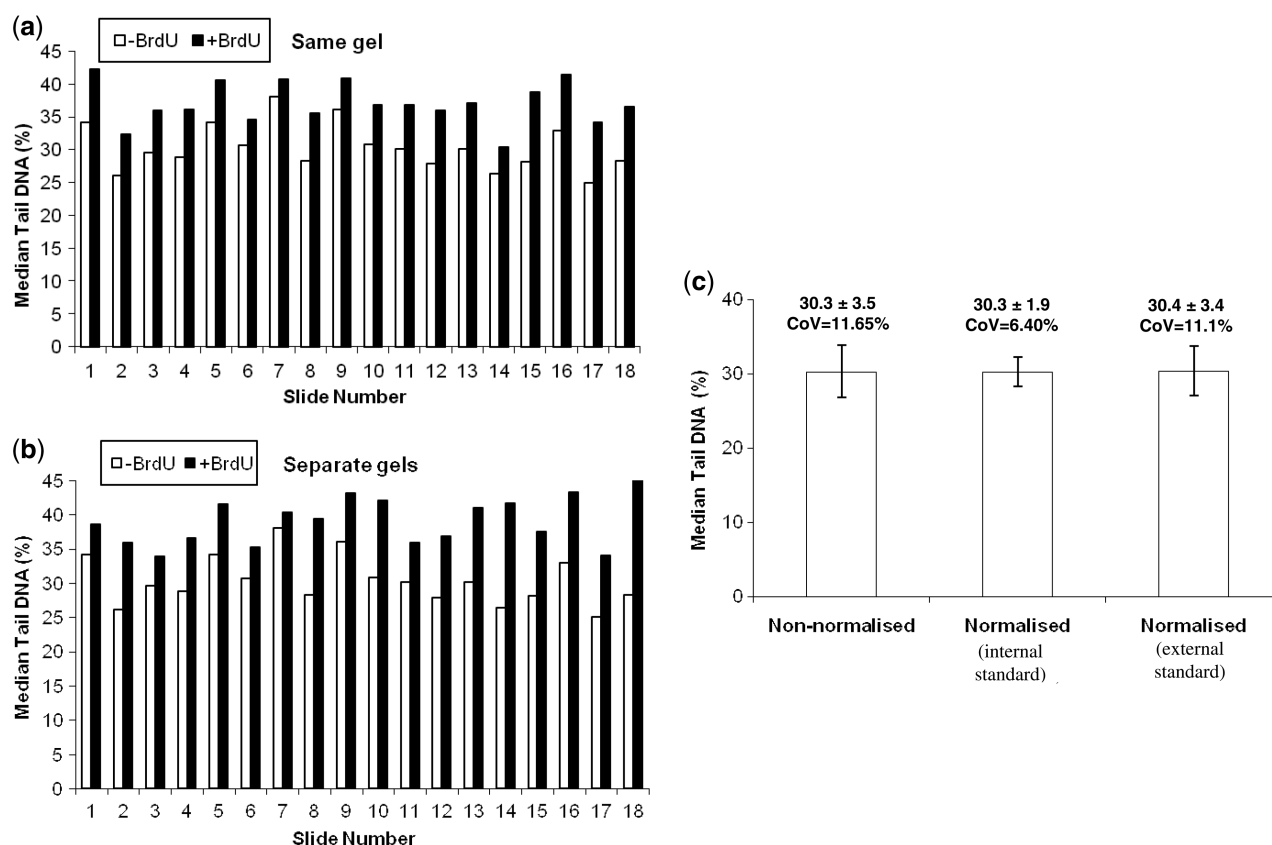 (a)
-BrdU +BrdU
Same gel
Median Tail DNA (%)
45
40
35
30
25
20
15
10
5
0
1 2 3 4 5 6 7 8 9 10 11 12 13 14 15 16 17 18
Slide Number
(b)
-BrdU +BrdU
Separate gels
Median Tail DNA (%)
45
40
35
30
25
20
15
10
5
0
1 2 3 4 5 6 7 8 9 10 11 12 13 14 15 16 17 18
Slide Number
(c)
Median Tail DNA (%)
40
30
20
10
0
30.3 ± 3.5
CoV=11.65%
30.3 ± 1.9
CoV=6.40%
30.4 ± 3.4
CoV=11.1%
Non-normalised
Normalised
(internal
standard)
Normalised
(external
standard)